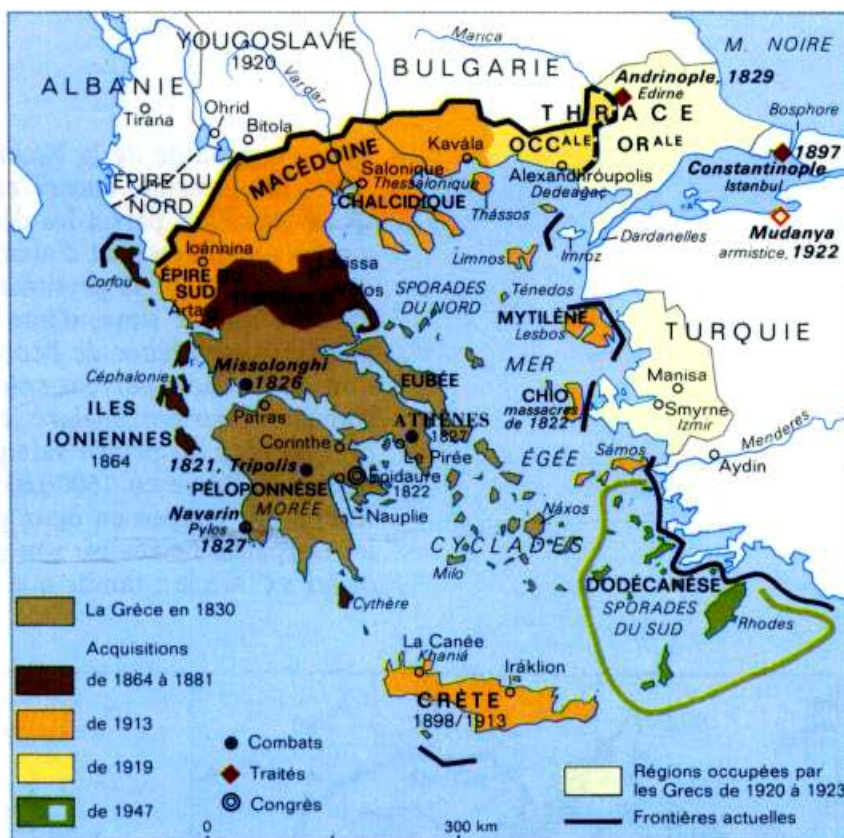 YOUGOSLAVIE
1920
Marica
M. NOIRE
BULGARIE
ALBANIE
Vardar
Andrinople, 1829
Edirne
Bosphore
Tirana
Ohrid
Bitola
THRACE
OCCALE
ORALE
1897
Constantinople
Istanbul
Kavála
MACÉDOINE
ÉPIRE DU
NORD
Salonique
Thessalonique
CHALCIDIQUE
Alexandhroúpolis
Dedeagaç
Thássos
Mudanya
armistice, 1922
Dardanelles
Imroz
Ioánnina
Límnos
Corfou
ÉPIRE DU
SUD
Arta
SPORADES
DU NORD
Ténedos
MYTILÈNE
Lesbos
TURQUIE
Missolonghi
1826
Céphalonie
EUBÉE
MER
Manisa
CHIO
massacres
de 1822
Smyrne
Izmir
ILES
IONIENNES
1864
Patras
ATHÈNES
1827
Menderes
Corinthe
Le Pirée
ÉGÉE
Sámos
Aydin
1821, Tripolis
Épidaure
1822
PÉLOPONNÈSE
MORÉE
Nauplie
Náxos
Navarin
Pylos
1827
CYCLADES
Milo
DODÉCANÈSE
SPORADES
DU SUD
Rhodes
Cythère
La Canée
Khaniá
Iráklion
CRÈTE
1898/1913
La Grèce en 1830
Acquisitions
de 1864 à 1881
de 1913
de 1919
de 1947
Combats
Traités
Congrès
Régions occupées par
les Grecs de 1920 à 1923
Frontières actuelles
0
300 km